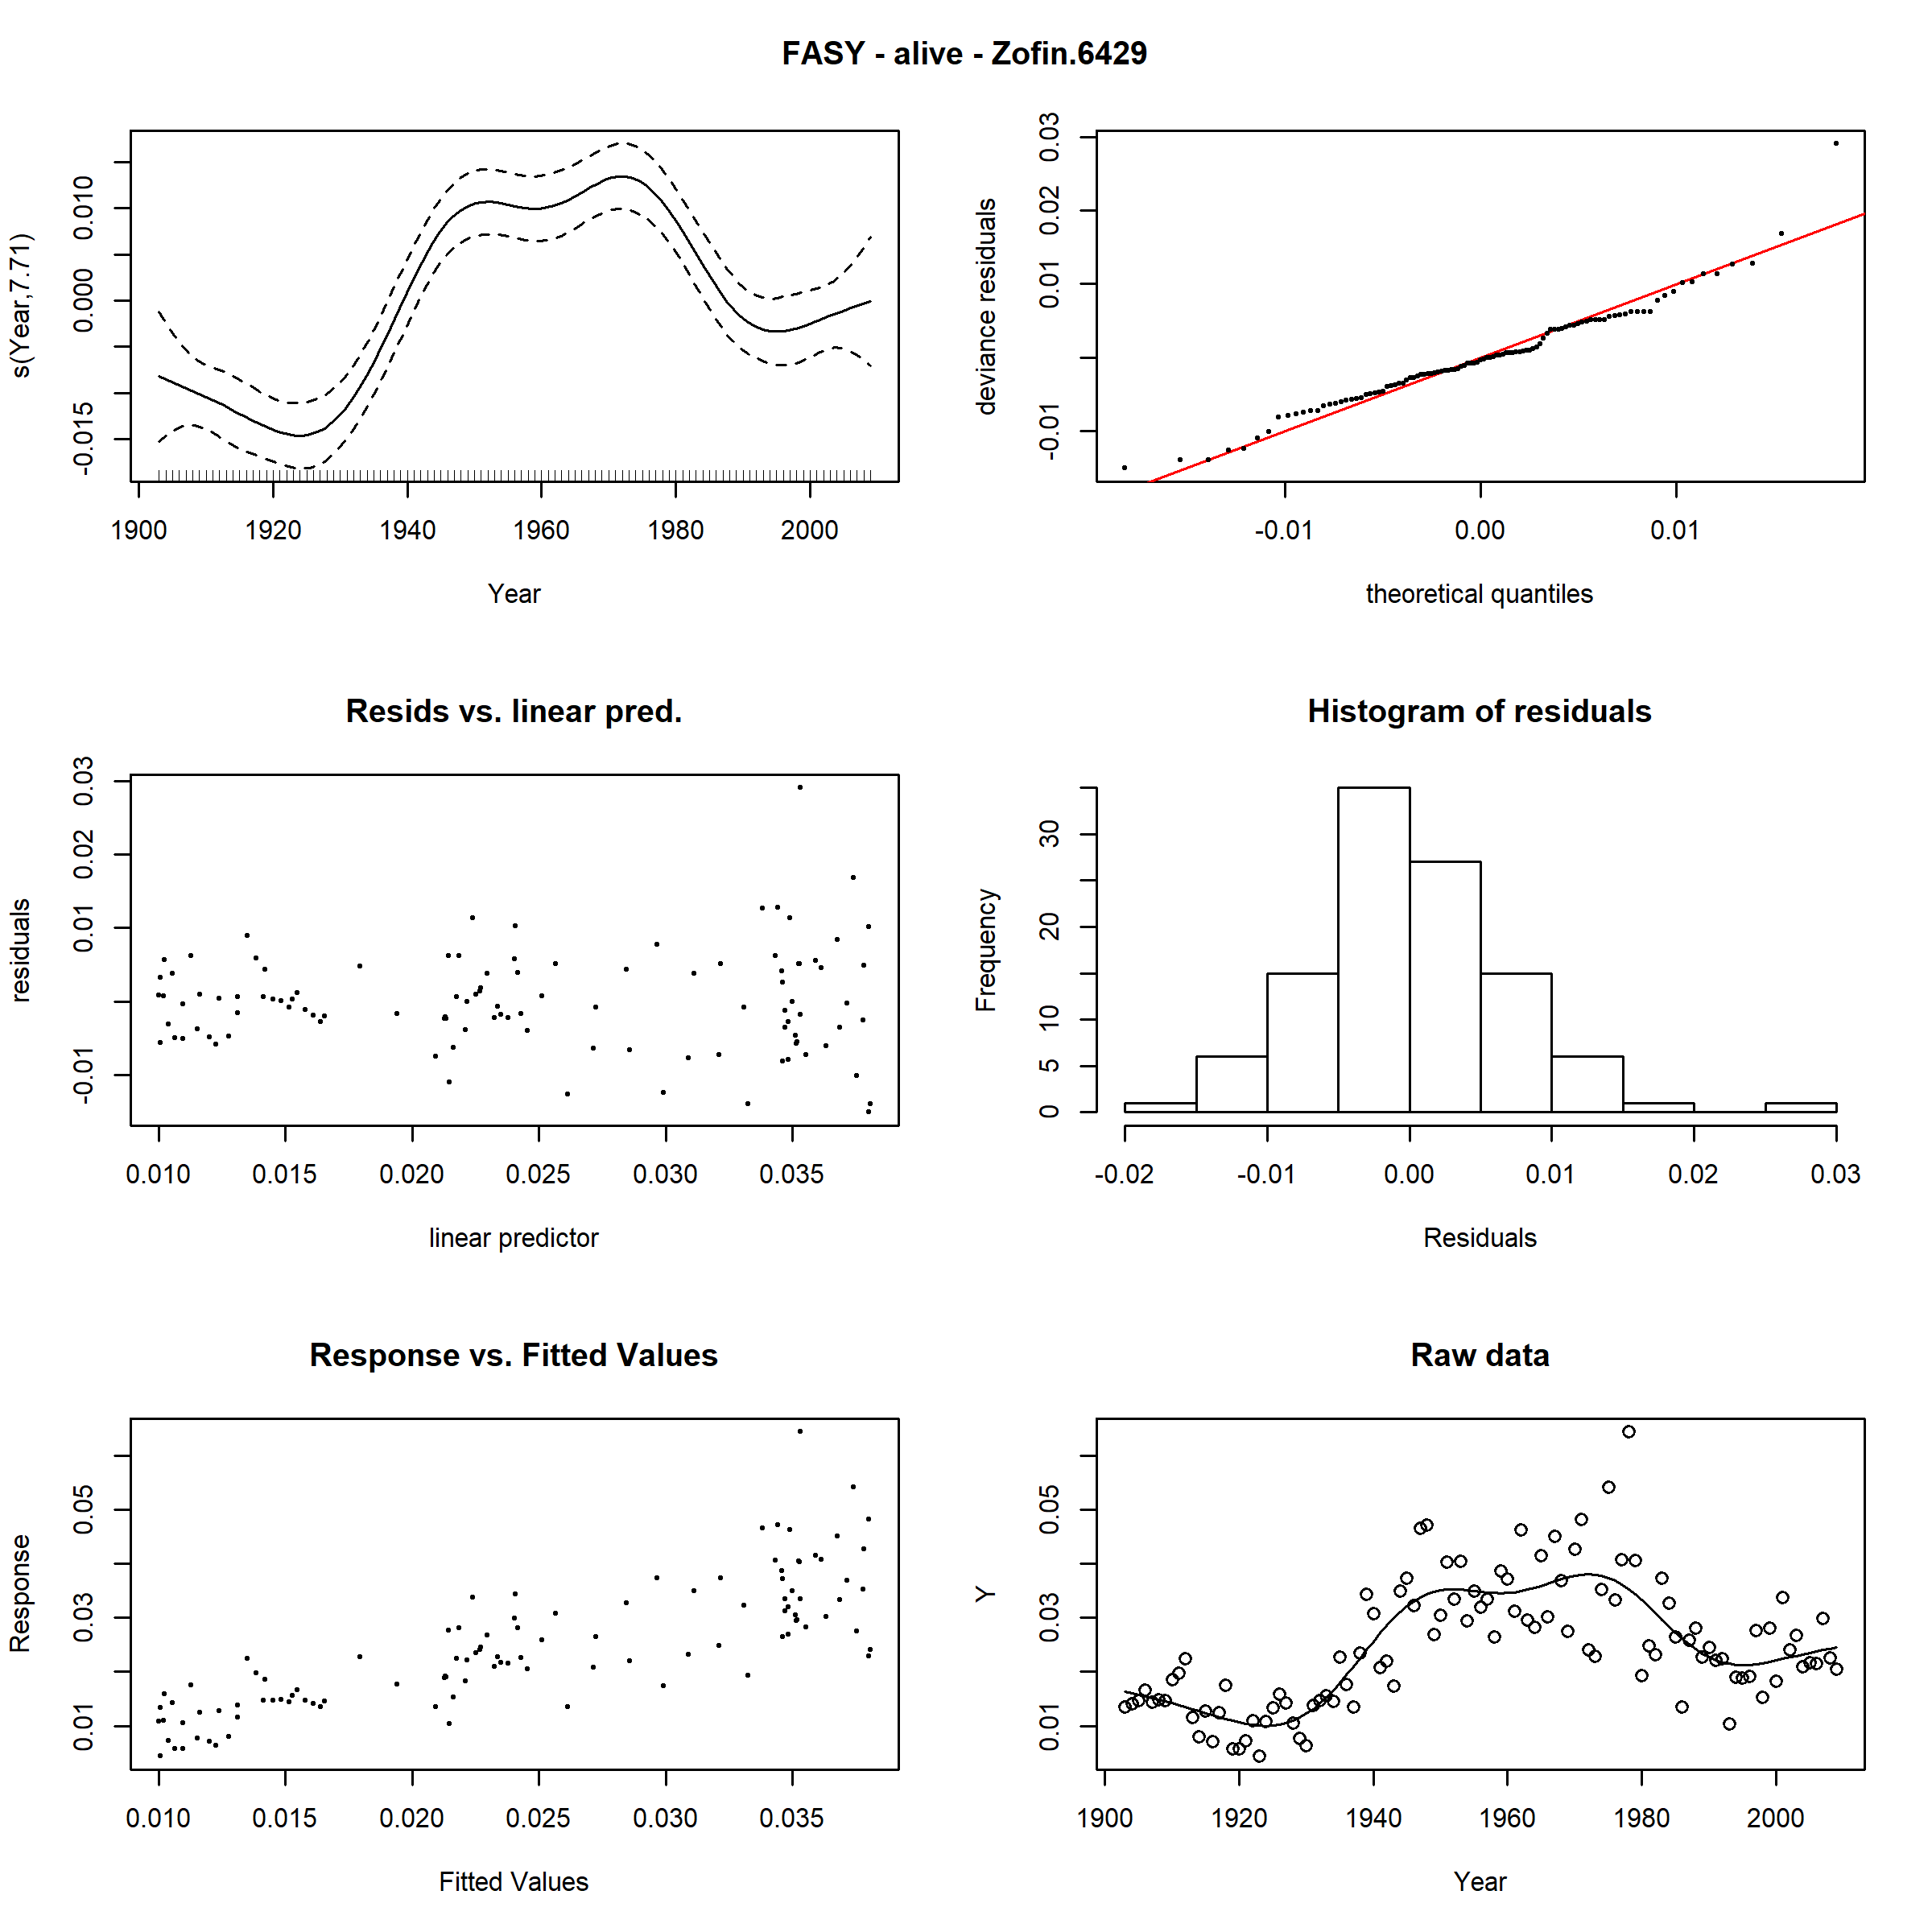 FASY - alive - Zofin.6429
s(Year,7.71)
0.010
0.000
-0.015
1900 1920 1940 1960 1980 2000
Year
deviance residuals
0.03
0.02
0.01
-0.01
-0.01 0.00 0.01
theoretical quantiles
Resids vs. linear pred.
residuals
0.03
0.02
0.01
-0.01
0.010 0.015 0.020 0.025 0.030 0.035
linear predictor
Histogram of residuals
Frequency
30
20
10
5
0
-0.02 -0.01 0.00 0.01 0.02 0.03
Residuals
Response vs. Fitted Values
Response
0.05
0.03
0.01
0.010 0.015 0.020 0.025 0.030 0.035
Fitted Values
Raw data
Y
0.05
0.03
0.01
1900 1920 1940 1960 1980 2000
Year